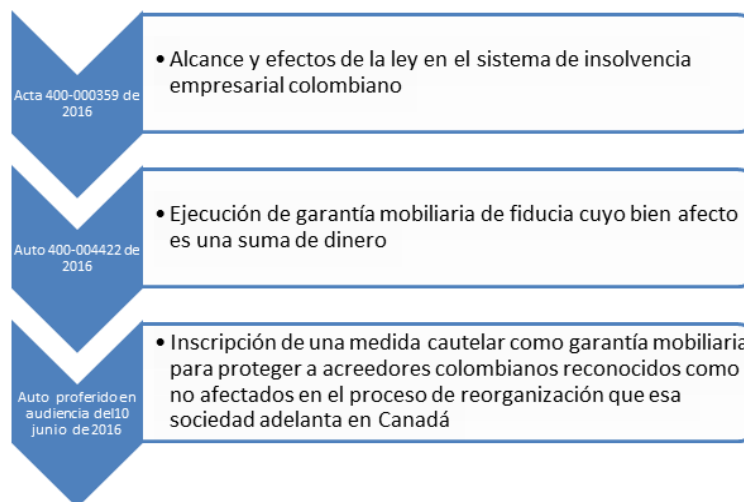 Acta 400-000359 de
2016
• Alcance y efectos de la ley en el sistema de insolvencia
empresarial colombiano
Auto 400-004422 de
2016
• Ejecución de garantía mobiliaria de fiducia cuyo bien afecto
es una suma de dinero
Auto proferido en
audiencia del10
junio de 2016
• Inscripción de una medida cautelar como garantía mobiliaria
para proteger a acreedores colombianos reconocidos como
no afectados en el proceso de reorganización que esa
sociedad adelanta en Canadá